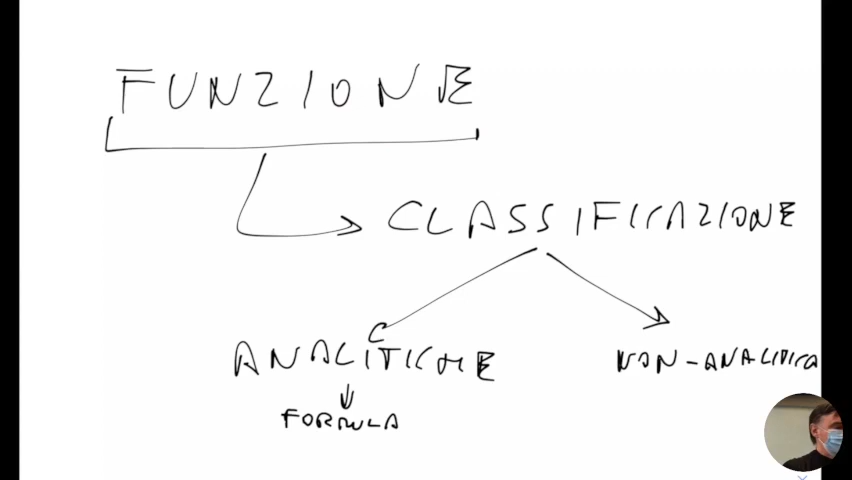 FUNZIONE
CLASSIFICAZIONE
ANALITICHE
NON-ANALITICA
FORMULA